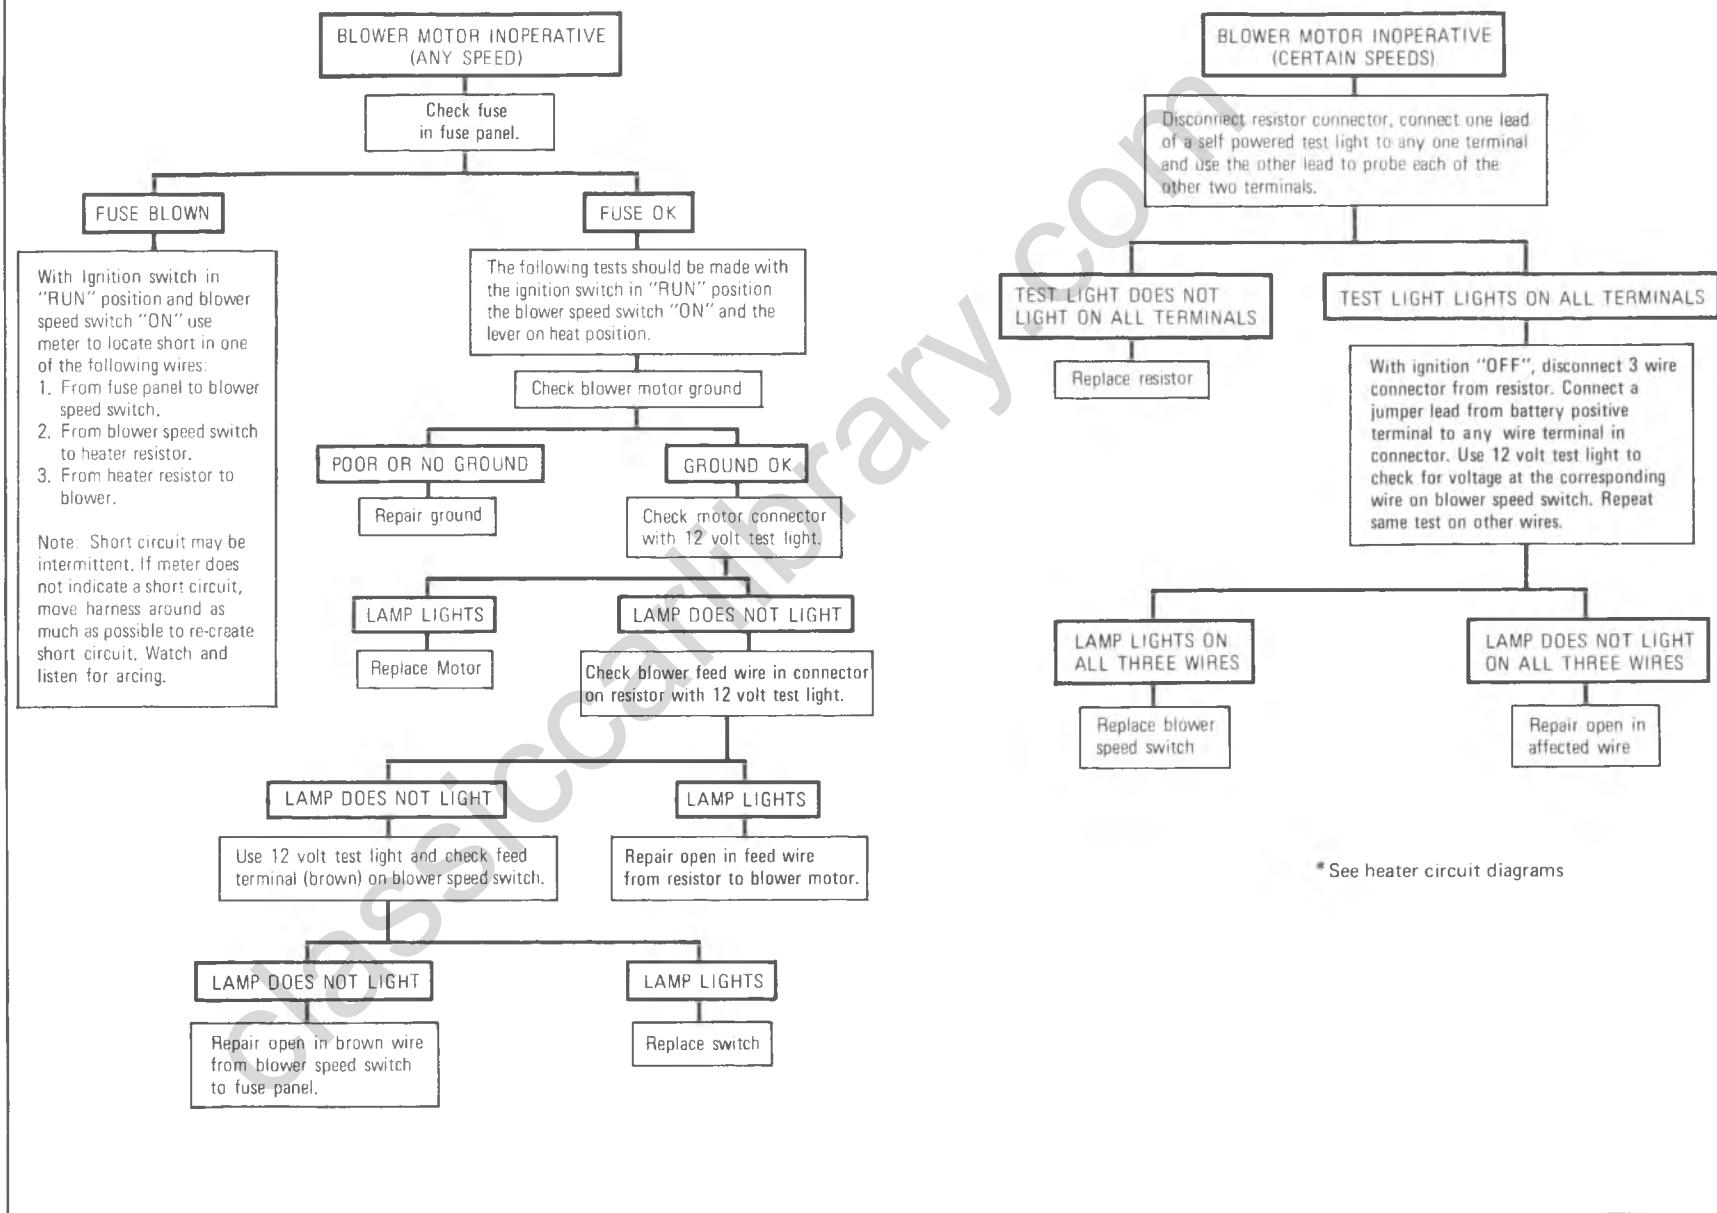 BLOWER MOTOR INOPERATIVE
(ANY SPEED)
Check fuse
in fuse panel.
FUSE BLOWN
With Ignition switch in
"RUN" position and blower
speed switch "ON" use
meter to locate short in one
of the following wires:
1. From fuse panel to blower
speed switch.
2. From blower speed switch
to heater resistor.
3. From heater resistor to
blower.
Note: Short circuit may be
intermittent. If meter does
not indicate a short circuit,
move harness around as
much as possible to re-create
short circuit. Watch and
listen for arcing.
FUSE OK
The following tests should be made with
the ignition switch in "RUN" position
the blower speed switch "ON" and the
lever on heat position.
Check blower motor ground
POOR OR NO GROUND
Repair ground
GROUND OK
Check motor connector
with 12 volt test light.
LAMP LIGHTS
Replace Motor
LAMP DOES NOT LIGHT
Check blower feed wire in connector
on resistor with 12 volt test light.
LAMP DOES NOT LIGHT
Use 12 volt test light and check feed
terminal (brown) on blower speed switch.
LAMP LIGHTS
Repair open in feed wire
from resistor to blower motor.
LAMP DOES NOT LIGHT
Repair open in brown wire
from blower speed switch
to fuse panel.
LAMP LIGHTS
Replace switch
BLOWER MOTOR INOPERATIVE
(CERTAIN SPEEDS)
Disconnect resistor connector, connect one lead
of a self powered test light to any one terminal
and use the other lead to probe each of the
other two terminals.
TEST LIGHT DOES NOT
LIGHT ON ALL TERMINALS
Replace resistor
TEST LIGHT LIGHTS ON ALL TERMINALS
With ignition "OFF", disconnect 3 wire
connector from resistor. Connect a
jumper lead from battery positive
terminal to any wire terminal in
connector. Use 12 volt test light to
check for voltage at the corresponding
wire on blower speed switch. Repeat
same test on other wires.
LAMP LIGHTS ON
ALL THREE WIRES
Replace blower
speed switch
LAMP DOES NOT LIGHT
ON ALL THREE WIRES
Repair open in
affected wire
* See heater circuit diagrams
classiccarlibrary.com